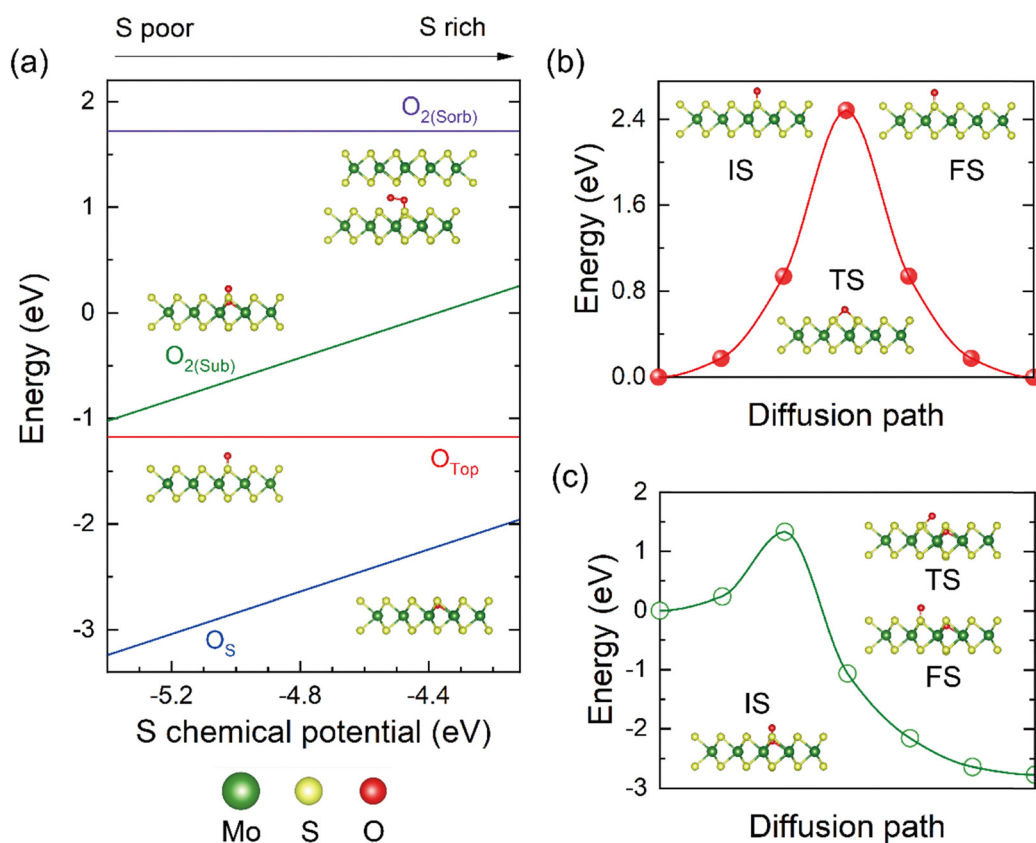 S poor S rich
(a)
2
1
0
-1
-2
-3
Energy (eV)
O2(Sorb)
O2(Sub)
OTop
OS
-5.2 -4.8 -4.4
S chemical potential (eV)
Mo S O
(b)
2.4
1.6
0.8
0.0
Energy (eV)
IS FS
TS
Diffusion path
(c)
2
1
0
-1
-2
-3
Energy (eV)
TS
FS
IS
Diffusion path